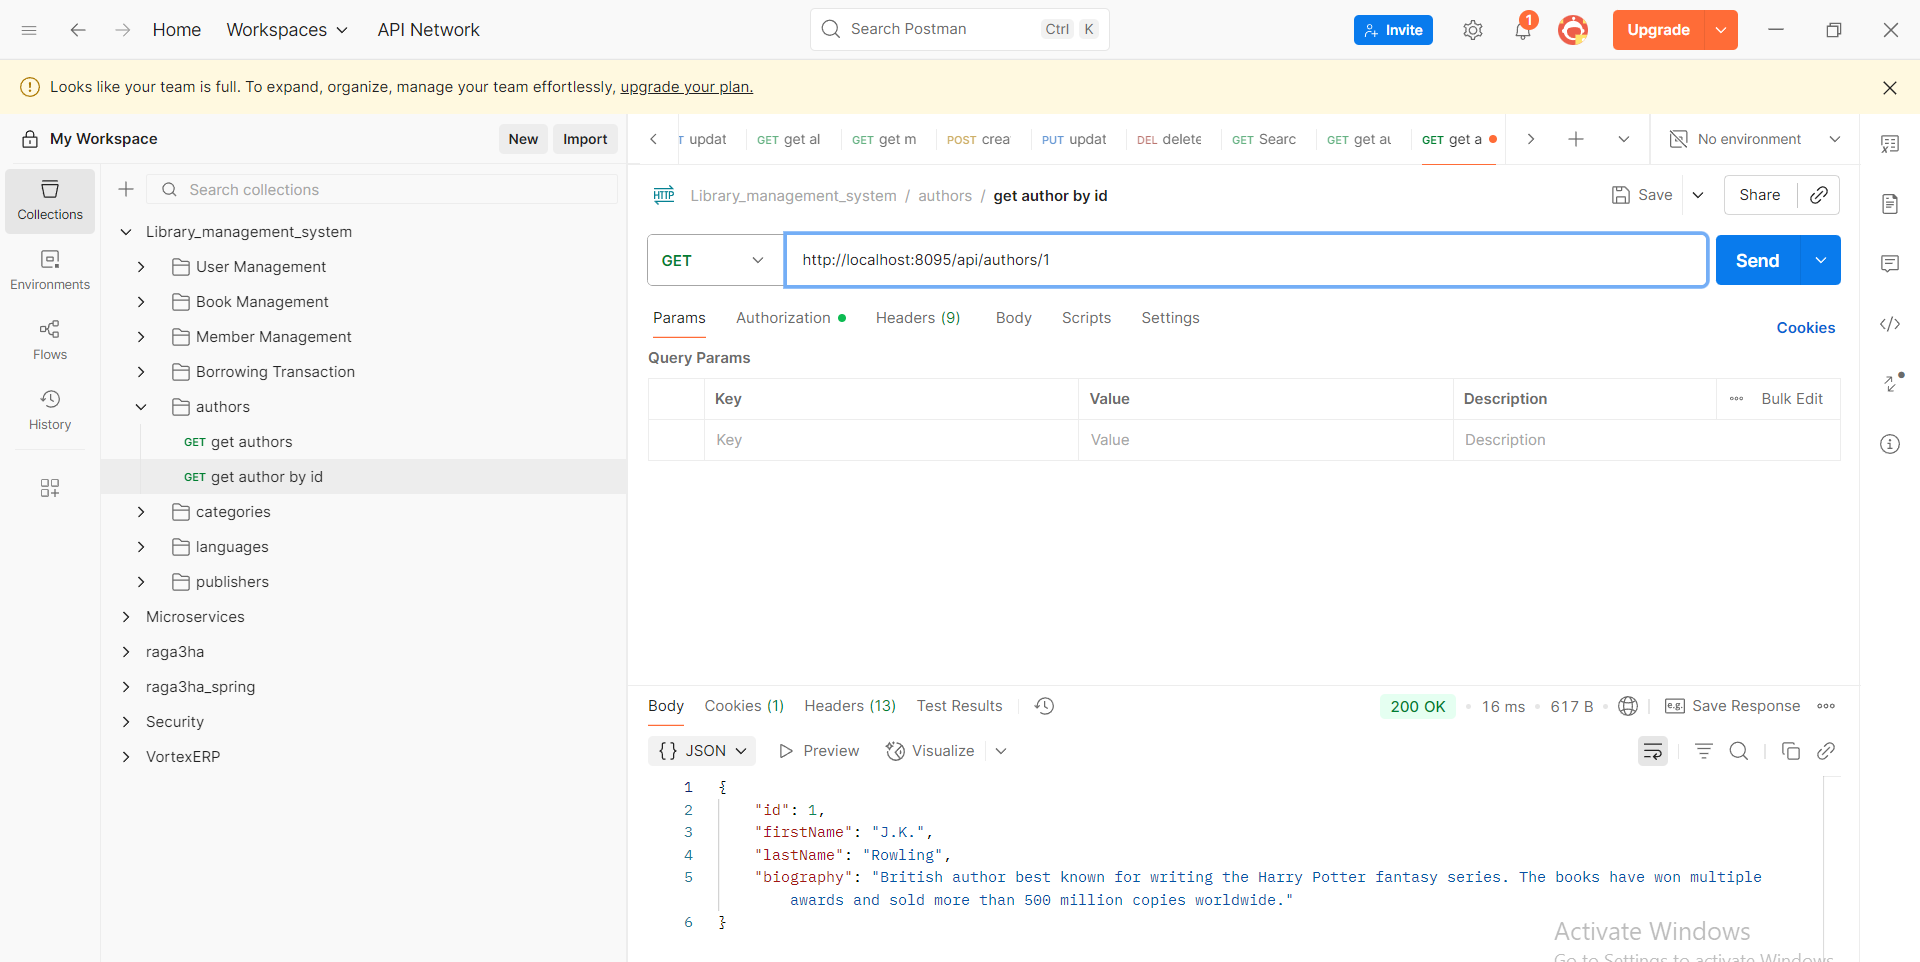 Home Workspaces API Network Search Postman Ctrl K Invite 1 Upgrade
Looks like your team is full. To expand, organize, manage your team effortlessly, upgrade your plan.
My Workspace New Import
updat GET get al GET get m POST crea PUT updat DEL delete GET Searc GET get au GET get a No environment
Search collections
Collections
Environments
Flows
History
Library_management_system
User Management
Book Management
Member Management
Borrowing Transaction
authors
GET get authors
GET get author by id
categories
languages
publishers
Microservices
raga3ha
raga3ha_spring
Security
VortexERP
HTTP Library_management_system / authors / get author by id Save Share
GET http://localhost:8095/api/authors/1 Send
Params Authorization Headers (9) Body Scripts Settings Cookies
Query Params
Key Value Description Bulk Edit
Key Value Description
Body Cookies (1) Headers (13) Test Results 200 OK 16 ms 617 B e.g. Save Response
{} JSON Preview Visualize
1 {
2 "id": 1,
3 "firstName": "J.K.",
4 "lastName": "Rowling",
5 "biography": "British author best known for writing the Harry Potter fantasy series. The books have won multiple
awards and sold more than 500 million copies worldwide."
6 }
Activate Windows
Go to Settings to activate Windows.